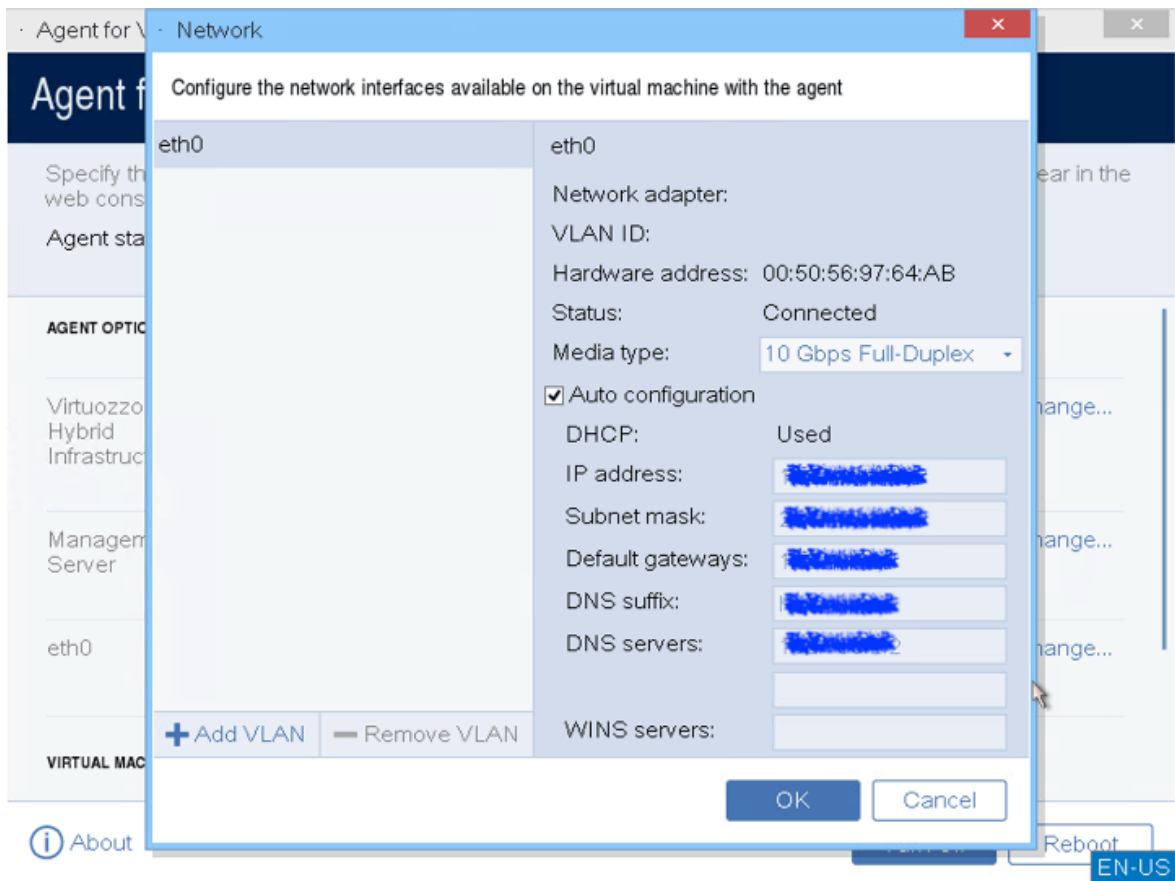 Agent for V
Network
Agent f
Configure the network interfaces available on the virtual machine with the agent
eth0
eth0
Specify th
ear in the
web cons
Agent sta
Network adapter:
VLAN ID:
Hardware address: 00:50:56:97:64:AB
Status: Connected
Media type: 10 Gbps Full-Duplex
AGENT OPTIO
Auto configuration
Virtuozzo
Hybrid
Infrastruc
hange...
DHCP: Used
IP address:
Subnet mask:
Managem
Server
hange...
Default gateways:
DNS suffix:
DNS servers:
eth0
hange...
WINS servers:
Add VLAN
Remove VLAN
VIRTUAL MAC
OK
Cancel
About
Reboot
EN-US